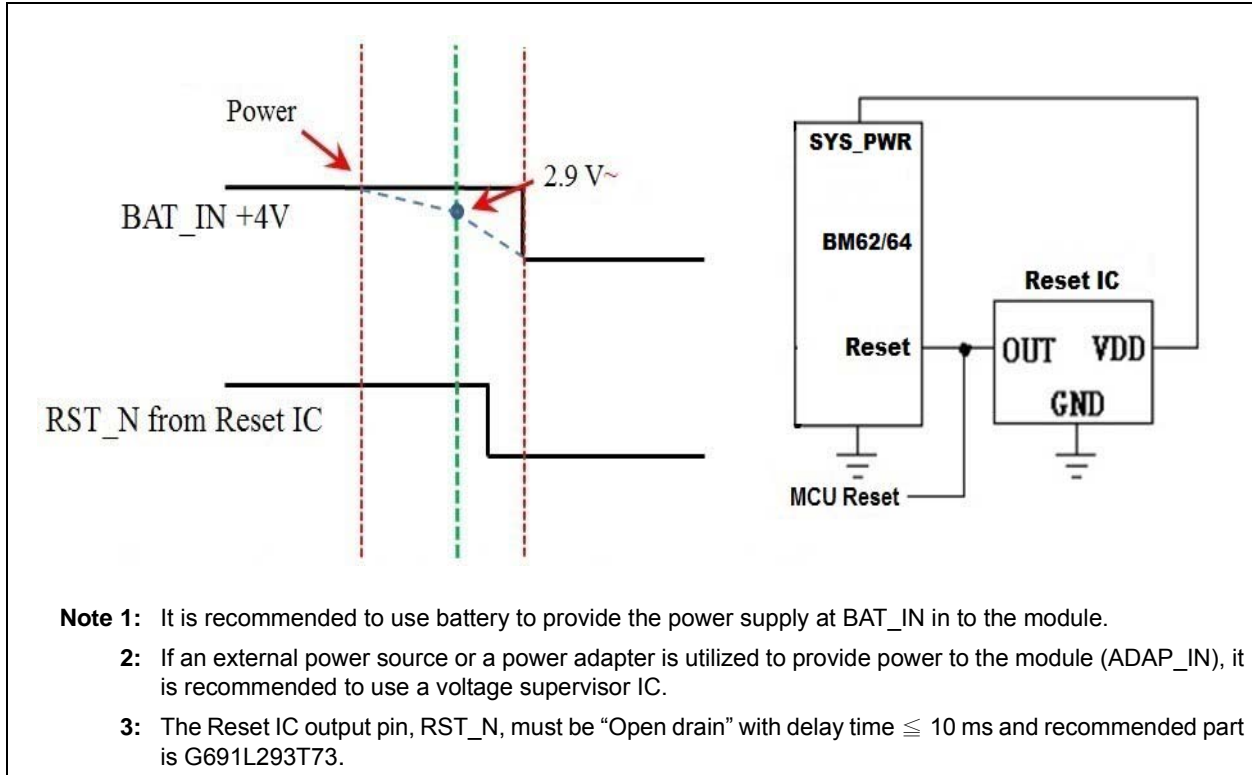 Power
2.9 V~
BAT_IN +4V
RST_N from Reset IC
SYS_PWR
BM62/64
Reset
Reset IC
OUT VDD
GND
MCU Reset
Note 1: It is recommended to use battery to provide the power supply at BAT_IN in to the module.
2: If an external power source or a power adapter is utilized to provide power to the module (ADAP_IN), it
is recommended to use a voltage supervisor IC.
3: The Reset IC output pin, RST_N, must be “Open drain” with delay time ≦ 10 ms and recommended part
is G691L293T73.